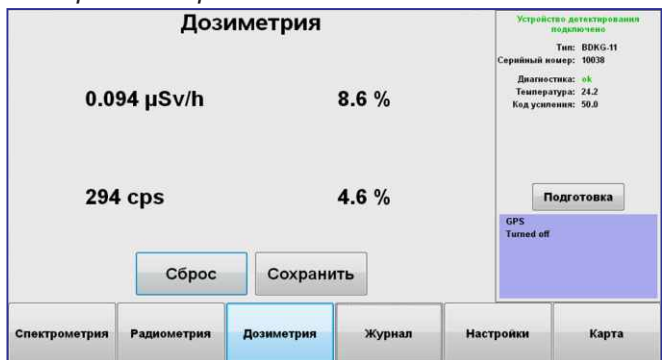 Дозиметрия
0.094 µSv/h 8.6 %
294 cps 4.6 %
Сброс Сохранить
Устройство детектирования
подключено
Тип: BDKG-11
Серийный номер: 10038
Диагностика: ok
Температура: 24.2
Код усиления: 50.0
Подготовка
GPS
Turned off
Спектрометрия Радиометрия Дозиметрия Журнал Настройки Карта